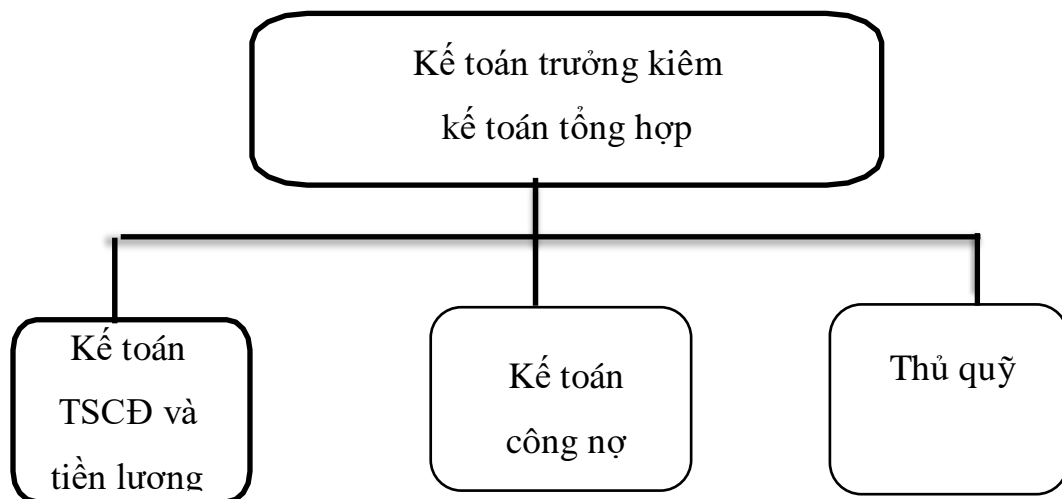 Kế toán trưởng kiêm
kế toán tổng hợp
Kế toán
TSCĐ và
tiền lương
Kế toán
công nợ
Thủ quỹ